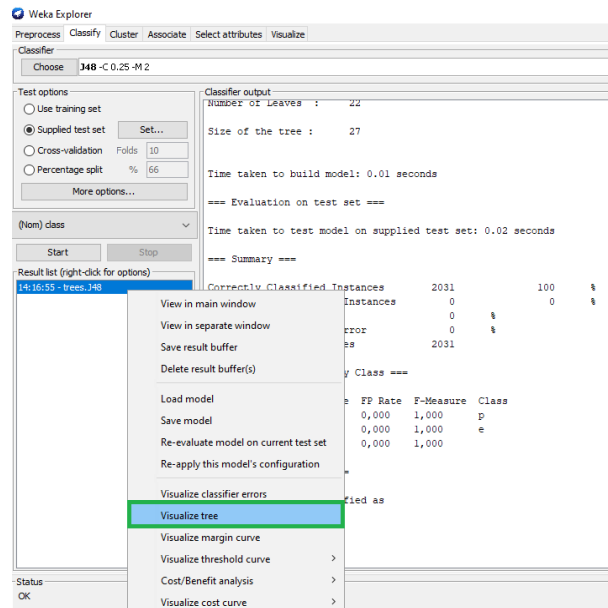 Weka Explorer
Preprocess Classify Cluster Associate Select attributes Visualize
Classifier
Choose J48 -C 0.25 -M 2
Test options
Use training set
Supplied test set Set...
Cross-validation Folds 10
Percentage split % 66
More options...
(Nom) class
Start Stop
Result list (right-click for options)
14:16:55 - trees.J48
Classifier output
Number of Leaves : 22
Size of the tree : 27
Time taken to build model: 0.01 seconds
=== Evaluation on test set ===
Time taken to test model on supplied test set: 0.02 seconds
=== Summary ===
Correctly Classified Instances 2031 100 %
Instances 0 0 %
0 %
rror 0 %
es 2031
y Class ===
e FP Rate F-Measure Class
0,000 1,000 p
0,000 1,000 e
0,000 1,000
=
fied as
View in main window
View in separate window
Save result buffer
Delete result buffer(s)
Load model
Save model
Re-evaluate model on current test set
Re-apply this model's configuration
Visualize classifier errors
Visualize tree
Visualize margin curve
Visualize threshold curve >
Cost/Benefit analysis >
Visualize cost curve >
Status
OK